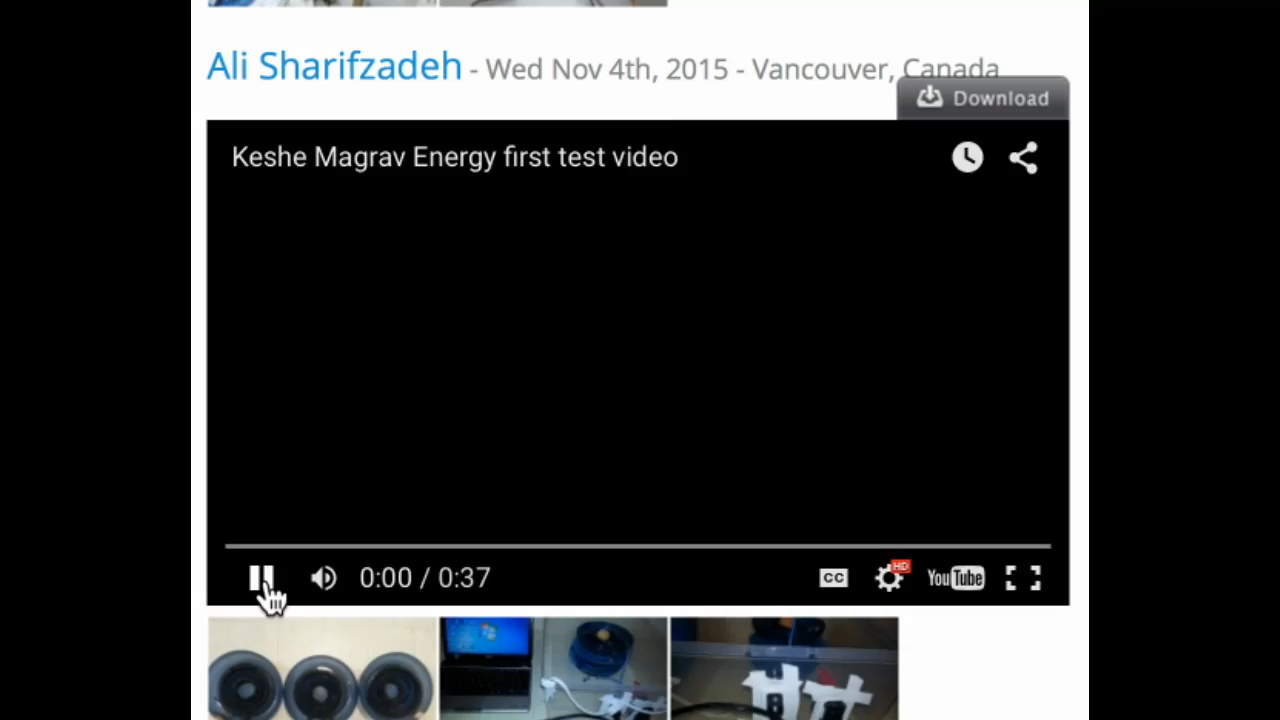 Ali Sharifzadeh - Wed Nov 4th, 2015 - Vancouver, Canada
Download
Keshe Magrav Energy first test video
0:00 / 0:37
CC
HD
YouTube